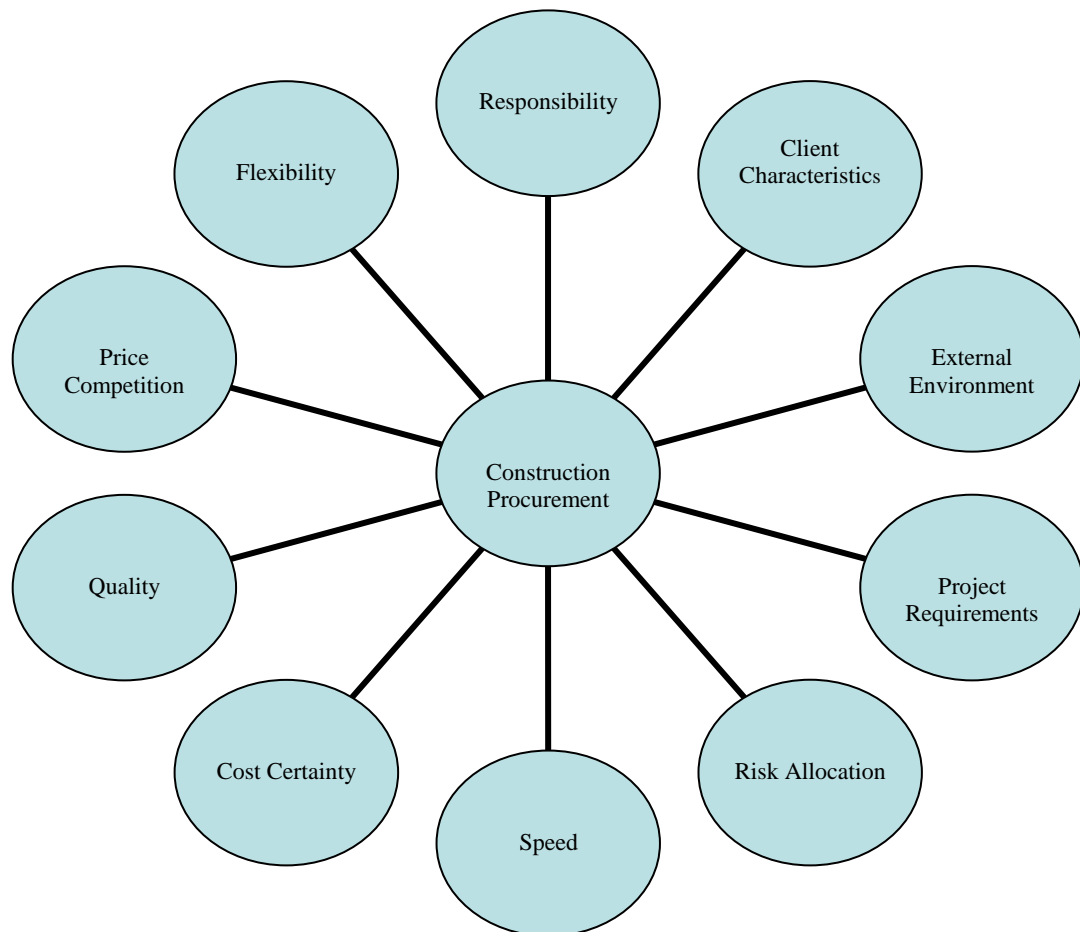 Responsibility
Client
Characteristics
External
Environment
Project
Requirements
Risk Allocation
Speed
Cost Certainty
Quality
Price
Competition
Flexibility
Construction
Procurement